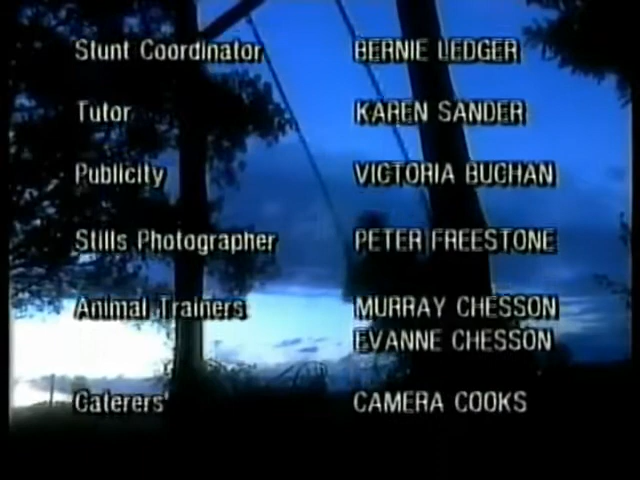 Stunt Coordinator BERNIE LEDGER
Tutor KAREN SANDER
Publicity VICTORIA BUCHAN
Stills Photographer PETER FREESTONE
Animal Trainers MURRAY CHESSON
EVANNE CHESSON
Caterers CAMERA COOKS